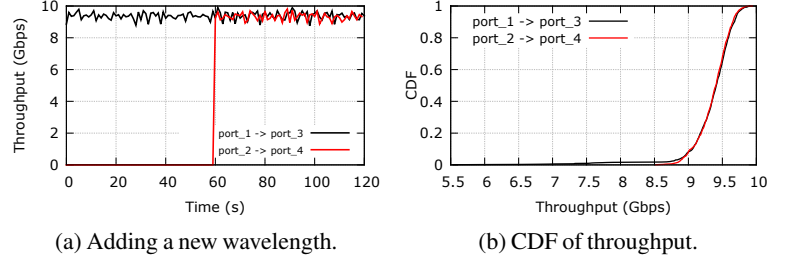 Throughput (Gbps)
10
8
6
4
2
0
port_1 -> port_3
port_2 -> port_4
0 20 40 60 80 100 120
Time (s)
(a) Adding a new wavelength.
CDF
1
0.8
0.6
0.4
0.2
0
port_1 -> port_3
port_2 -> port_4
5.5 6 6.5 7 7.5 8 8.5 9 9.5 10
Throughput (Gbps)
(b) CDF of throughput.